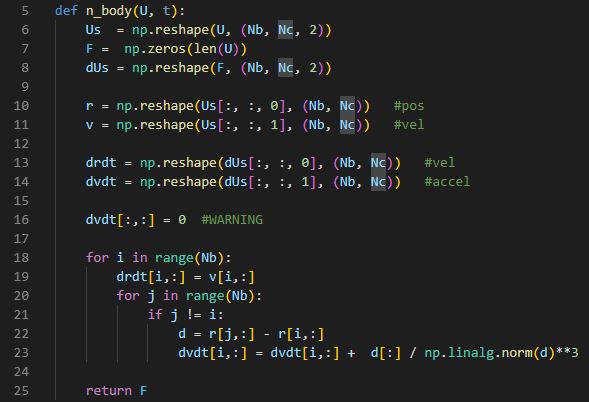 5 def n_body(U, t):
6 Us  = np.reshape(U, (Nb, Nc, 2))
7 F =  np.zeros(len(U))
8 dUs = np.reshape(F, (Nb, Nc, 2))
9
10 r = np.reshape(Us[:, :, 0], (Nb, Nc))   #pos
11 v = np.reshape(Us[:, :, 1], (Nb, Nc))   #vel
12
13 drdt = np.reshape(dUs[:, :, 0], (Nb, Nc))  #vel
14 dvdt = np.reshape(dUs[:, :, 1], (Nb, Nc))  #accel
15
16 dvdt[:,:] = 0  #WARNING
17
18 for i in range(Nb):
19 drdt[i,:] = v[i,:]
20 for j in range(Nb):
21 if j != i:
22 d = r[j,:] - r[i,:]
23 dvdt[i,:] = dvdt[i,:] +  d[:] / np.linalg.norm(d)**3
24
25 return F